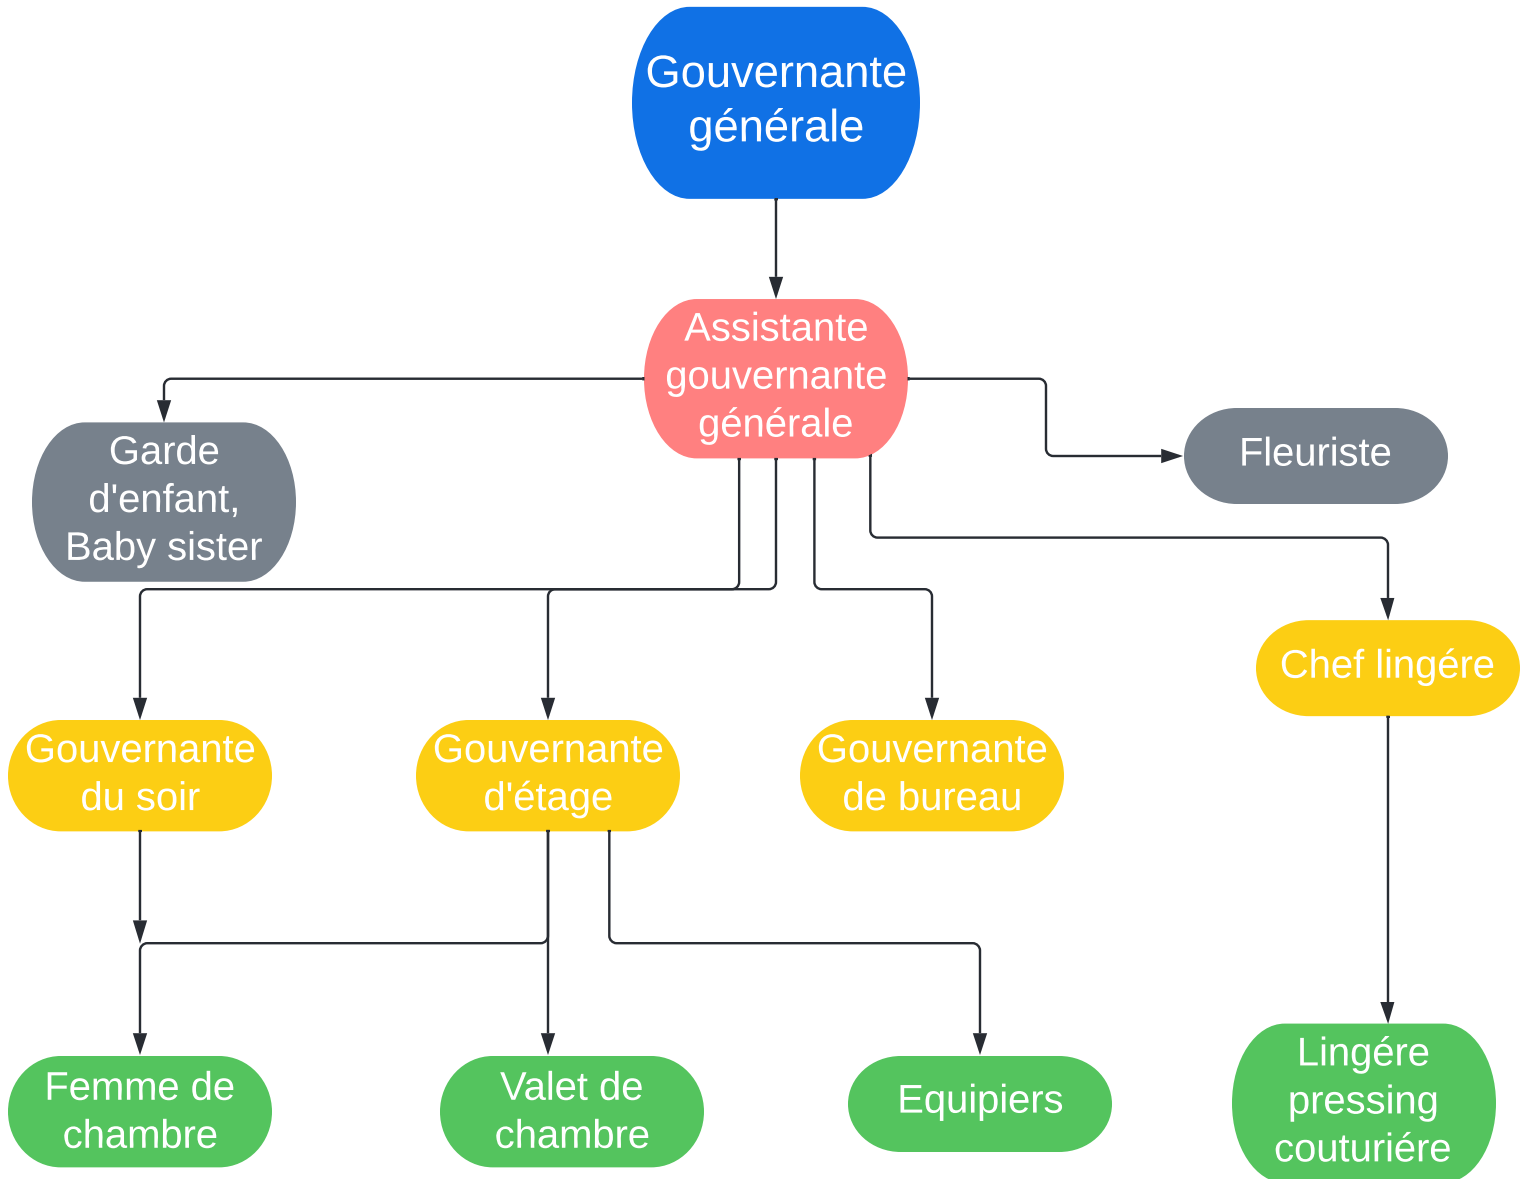 Gouvernante
générale
Assistante
gouvernante
générale
Garde
d'enfant,
Baby sister
Fleuriste
Chef lingére
Gouvernante
du soir
Gouvernante
d'étage
Gouvernante
de bureau
Femme de
chambre
Valet de
chambre
Equipiers
Lingére
pressing
couturiére